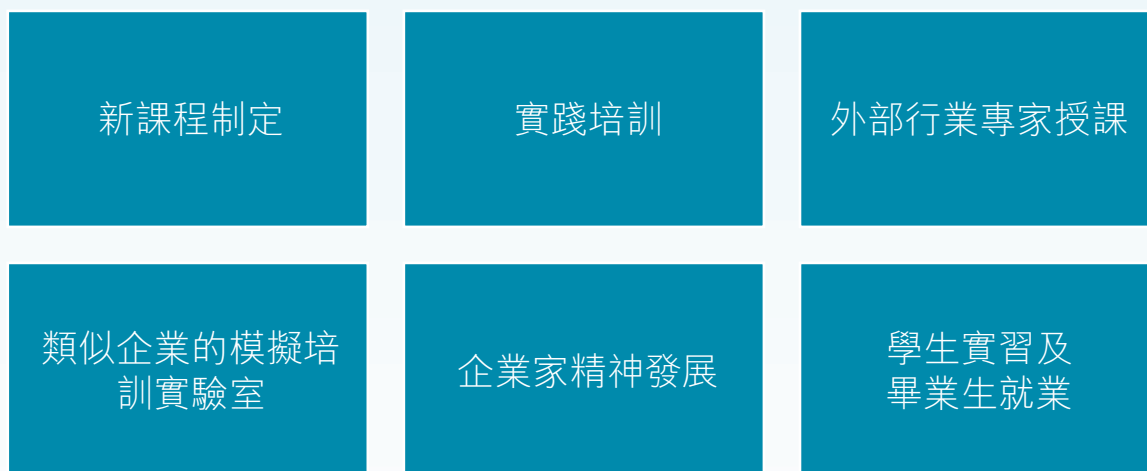 新課程制定
實踐培訓
外部行業專家授課
類似企業的模擬培
訓實驗室
企業家精神發展
學生實習及
畢業生就業